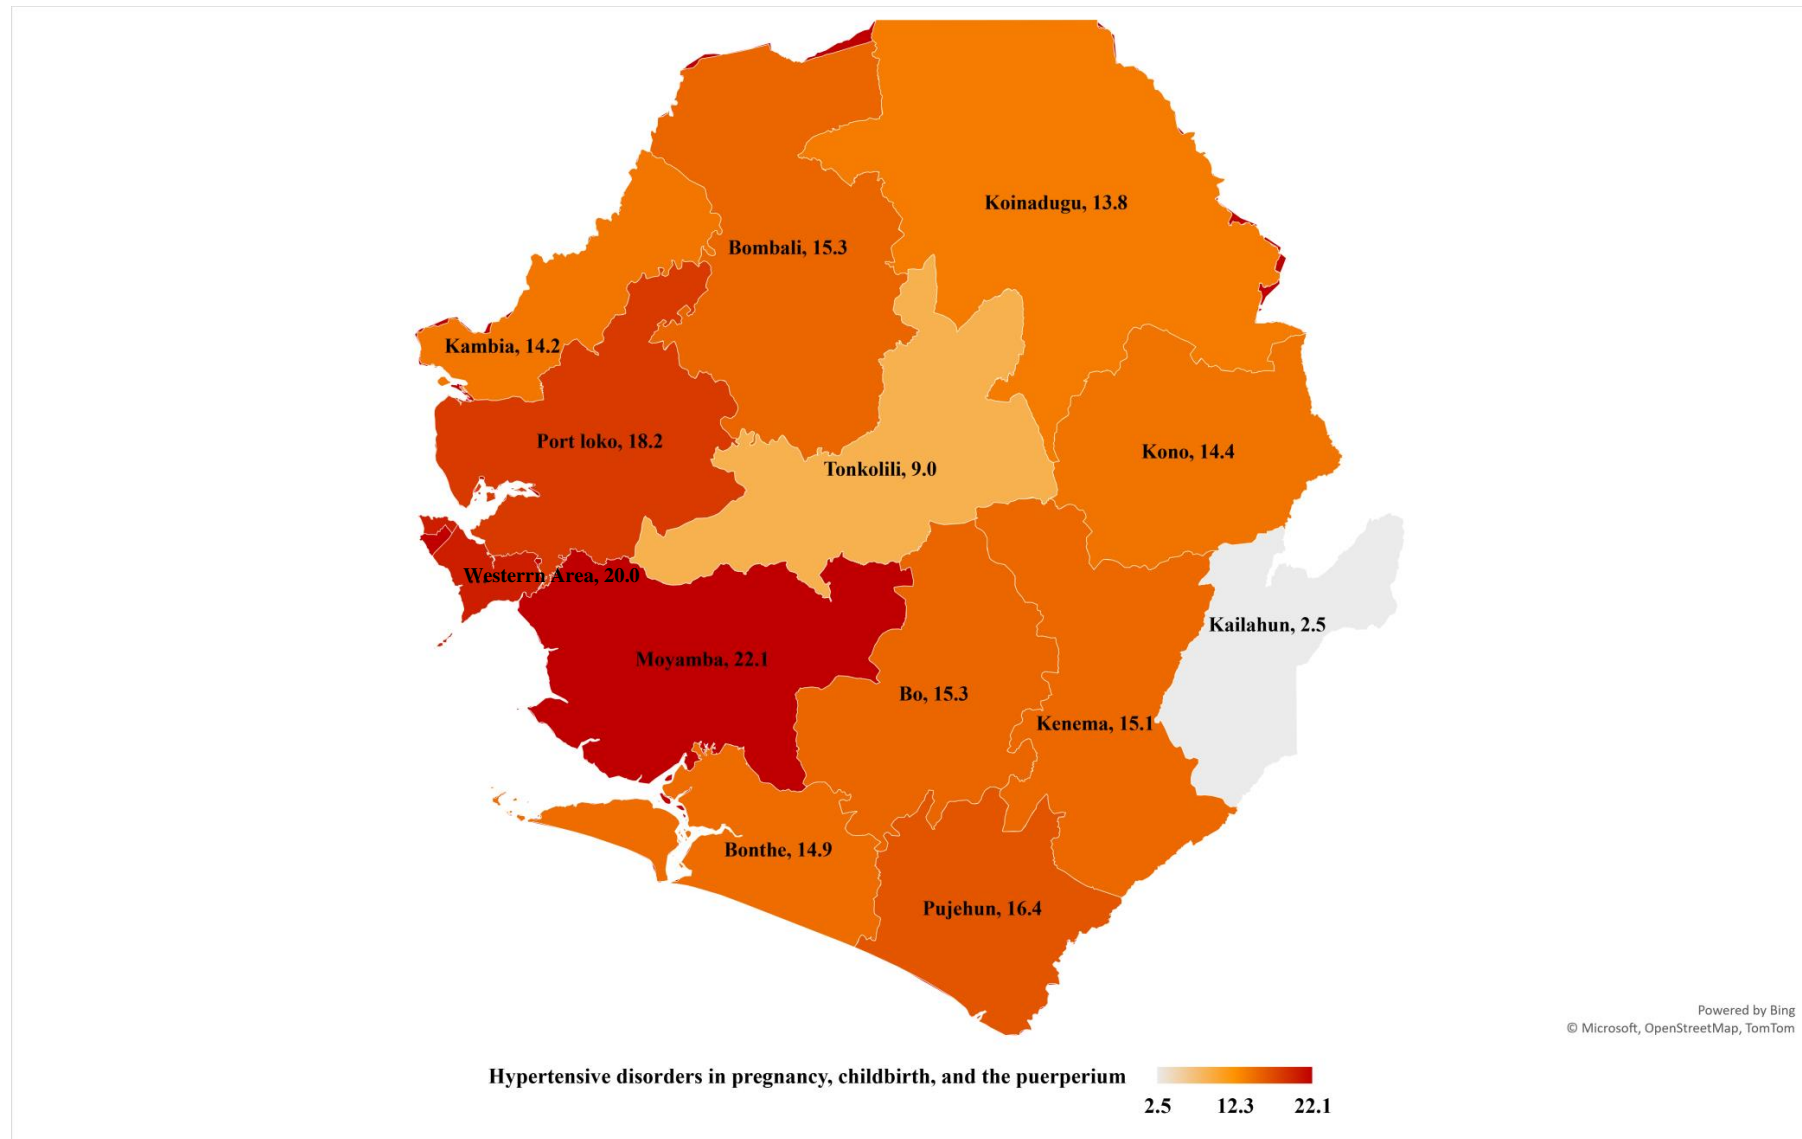 Koinadugu, 13.8
Bombali, 15.3
Kambia, 14.2
Port loko, 18.2
Kono, 14.4
Tonkolili, 9.0
Westerrn Area, 20.0
Kailahun, 2.5
Moyamba, 22.1
Bo, 15.3
Kenema, 15.1
Bonthe, 14.9
Pujehun, 16.4
Powered by Bing
© Microsoft, OpenStreetMap, TomTom
Hypertensive disorders in pregnancy, childbirth, and the puerperium
2.5 12.3 22.1